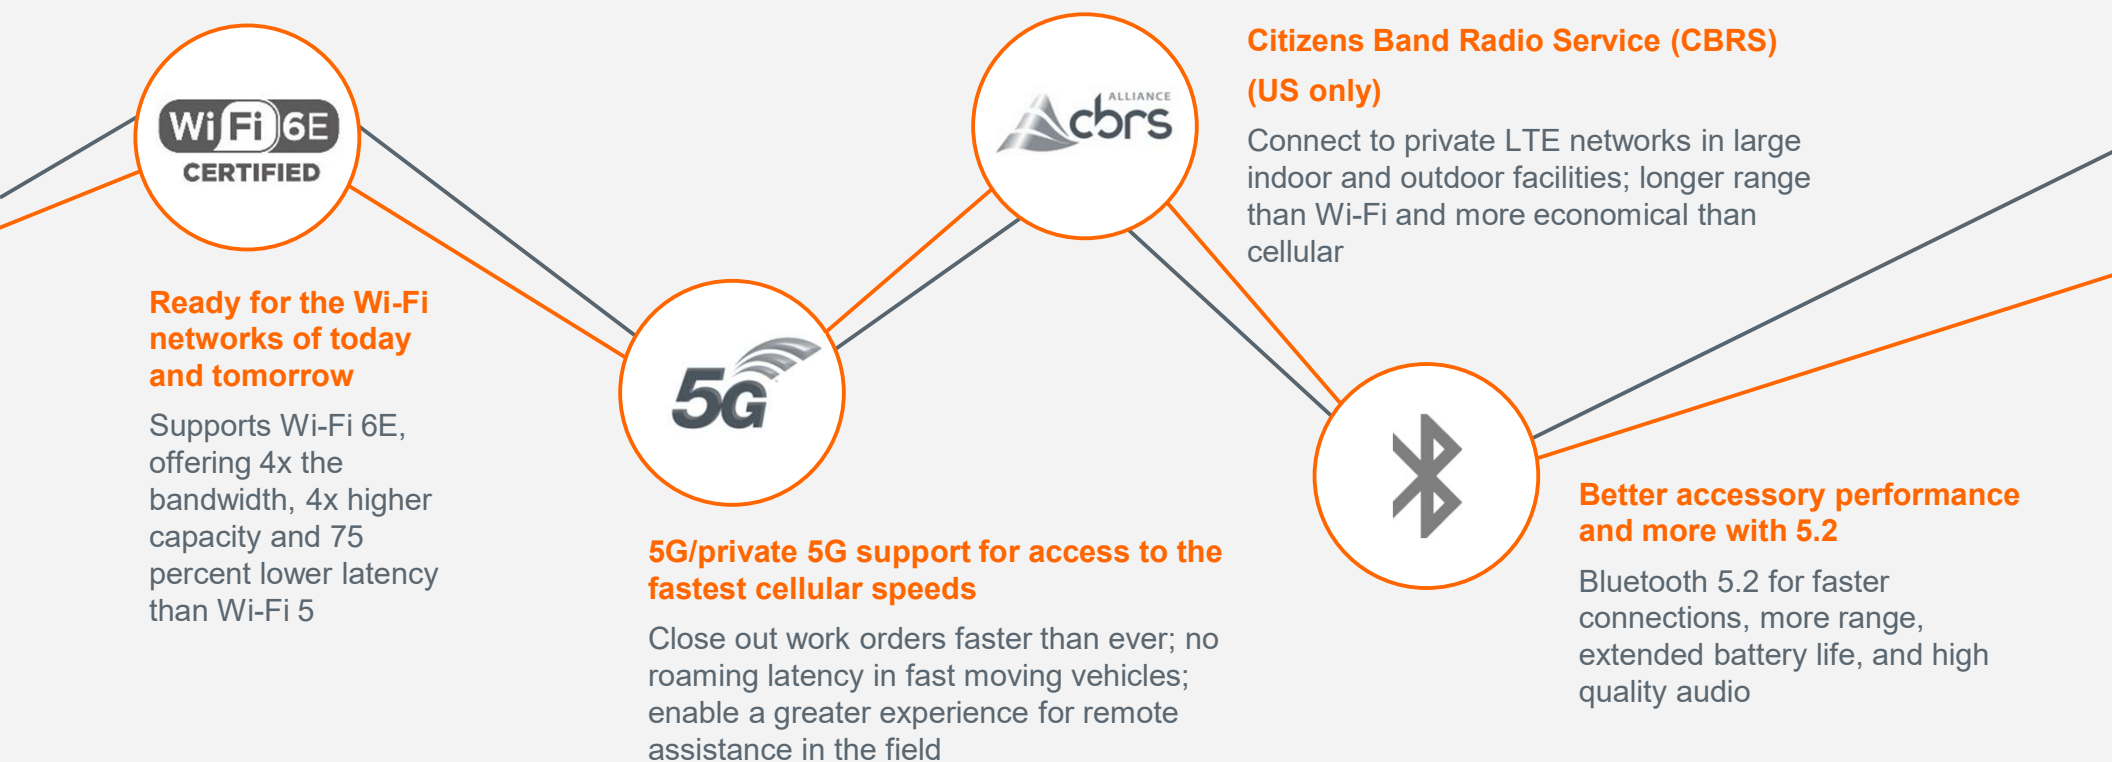 Wi Fi 6E
CERTIFIED
Ready for the Wi-Fi
networks of today
and tomorrow
Supports Wi-Fi 6E,
offering 4x the
bandwidth, 4x higher
capacity and 75
percent lower latency
than Wi-Fi 5
5G
5G/private 5G support for access to the
fastest cellular speeds
Close out work orders faster than ever; no
roaming latency in fast moving vehicles;
enable a greater experience for remote
assistance in the field
ALLIANCE
cbrs
Citizens Band Radio Service (CBRS)
(US only)
Connect to private LTE networks in large
indoor and outdoor facilities; longer range
than Wi-Fi and more economical than
cellular
Better accessory performance
and more with 5.2
Bluetooth 5.2 for faster
connections, more range,
extended battery life, and high
quality audio